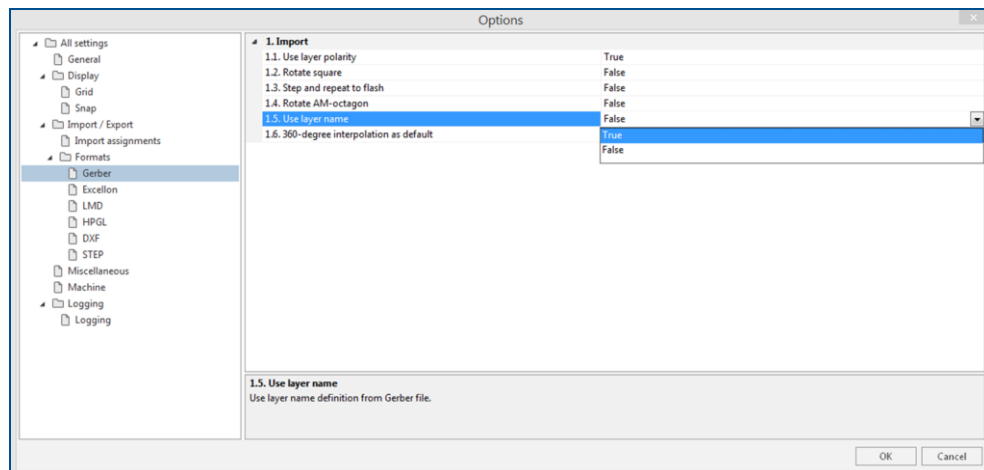 Options
All settings
General
Display
Grid
Snap
Import / Export
Import assignments
Formats
Gerber
Excellon
LMD
HPGL
DXF
STEP
Miscellaneous
Machine
Logging
Logging
1. Import
1.1. Use layer polarity True
1.2. Rotate square False
1.3. Step and repeat to flash False
1.4. Rotate AM-octagon False
1.5. Use layer name False
1.6. 360-degree interpolation as default
True
False
1.5. Use layer name
Use layer name definition from Gerber file.
OK Cancel